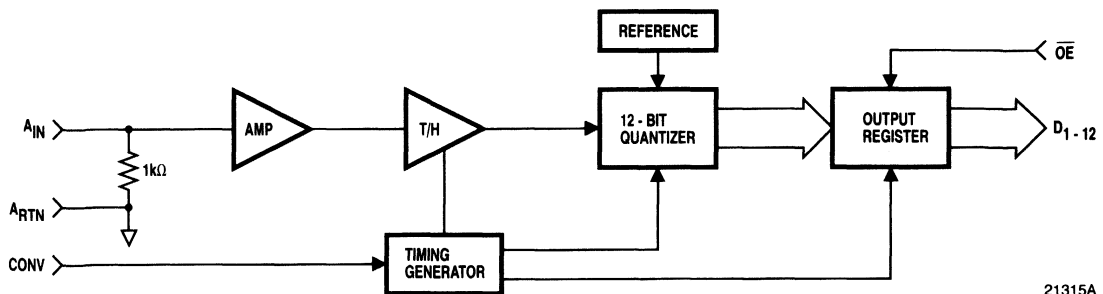 REFERENCE
OE
A_IN
AMP
T/H
12 - BIT
QUANTIZER
OUTPUT
REGISTER
D_1 - 12
1kΩ
A_RTN
CONV
TIMING
GENERATOR
21315A